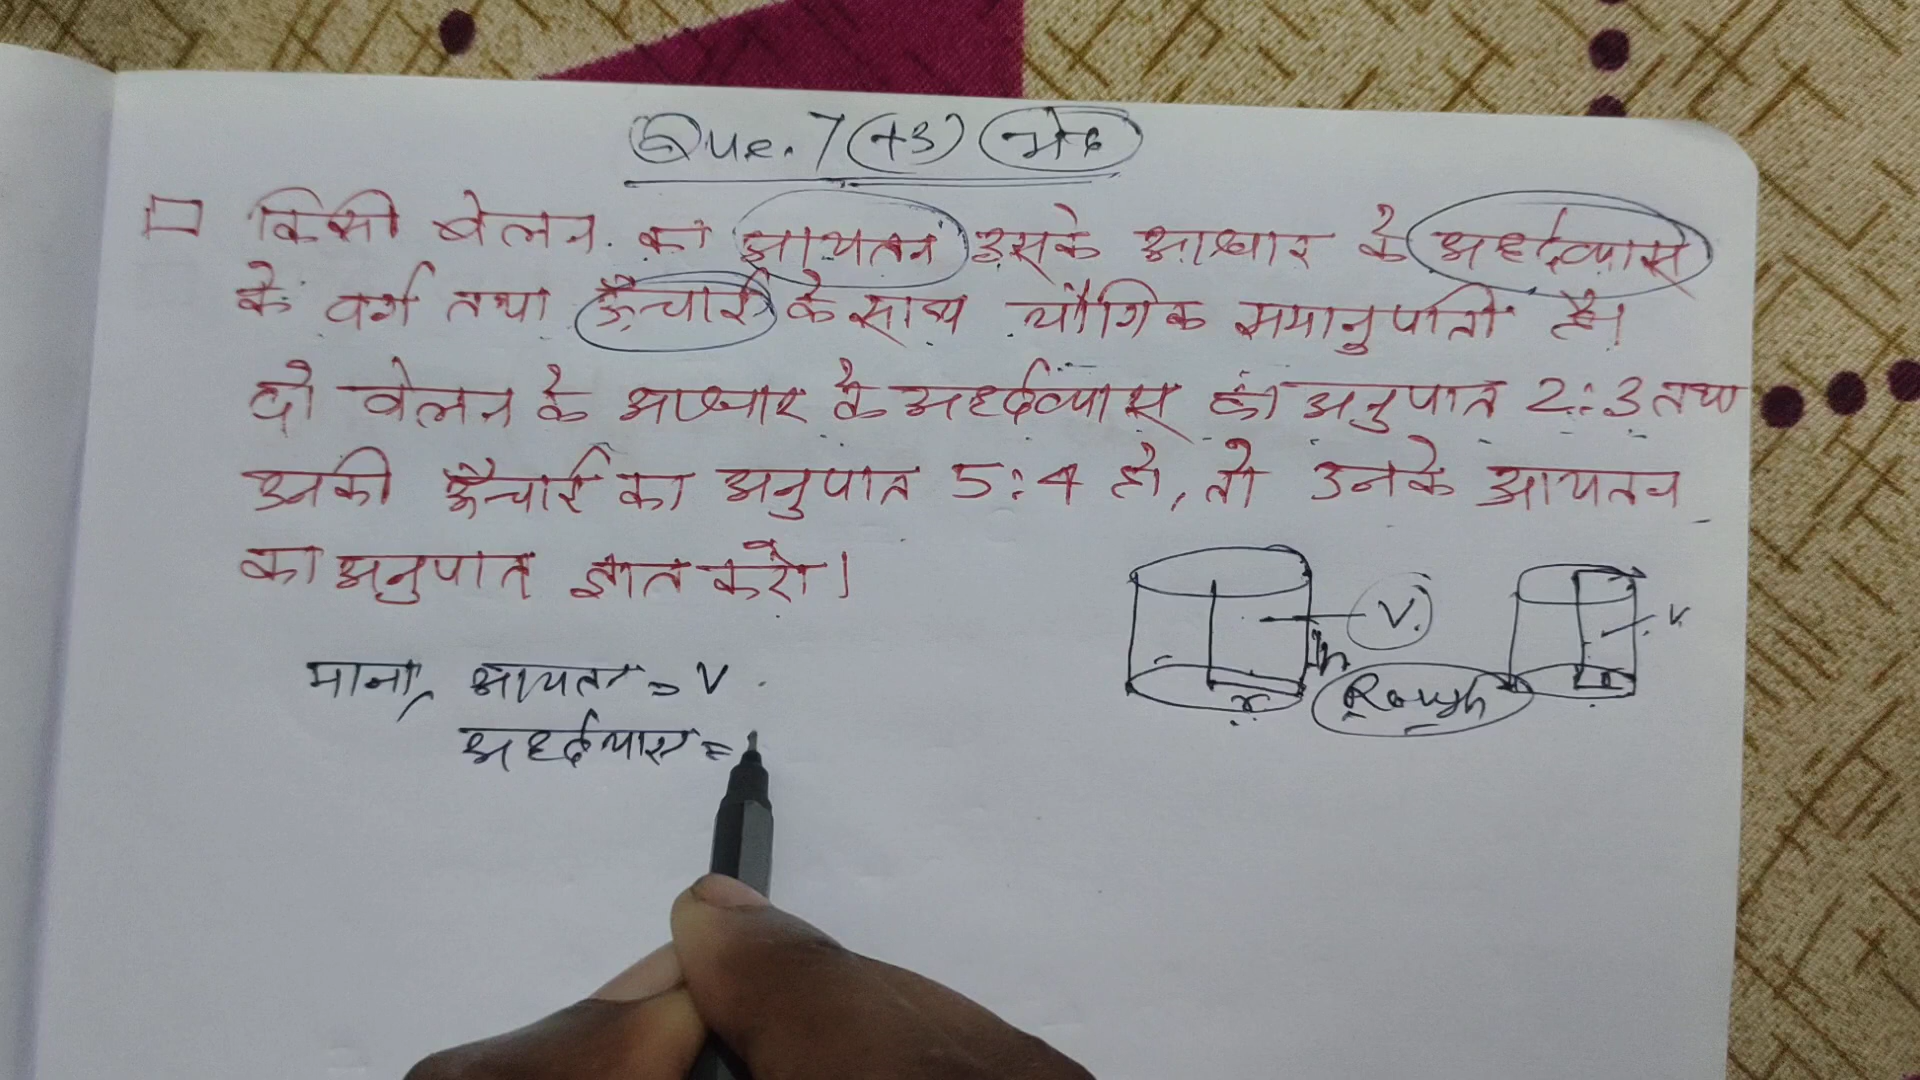 Que. 7 (+3)
किसी बेलन का आयतन उसके आधार के अर्द्धव्यास
के वर्ग तथा ऊँचाई के साथ यौगिक समानुपाती है।
दो बेलन के आधार के अर्द्धव्यास का अनुपात 2:3 तथा
उनकी ऊँचाई का अनुपात 5:4 हो, तो उनके आयतन
का अनुपात ज्ञात करो।
V.
V.
h
r
Rough
माना, आयतन = V
अर्द्धव्यास =